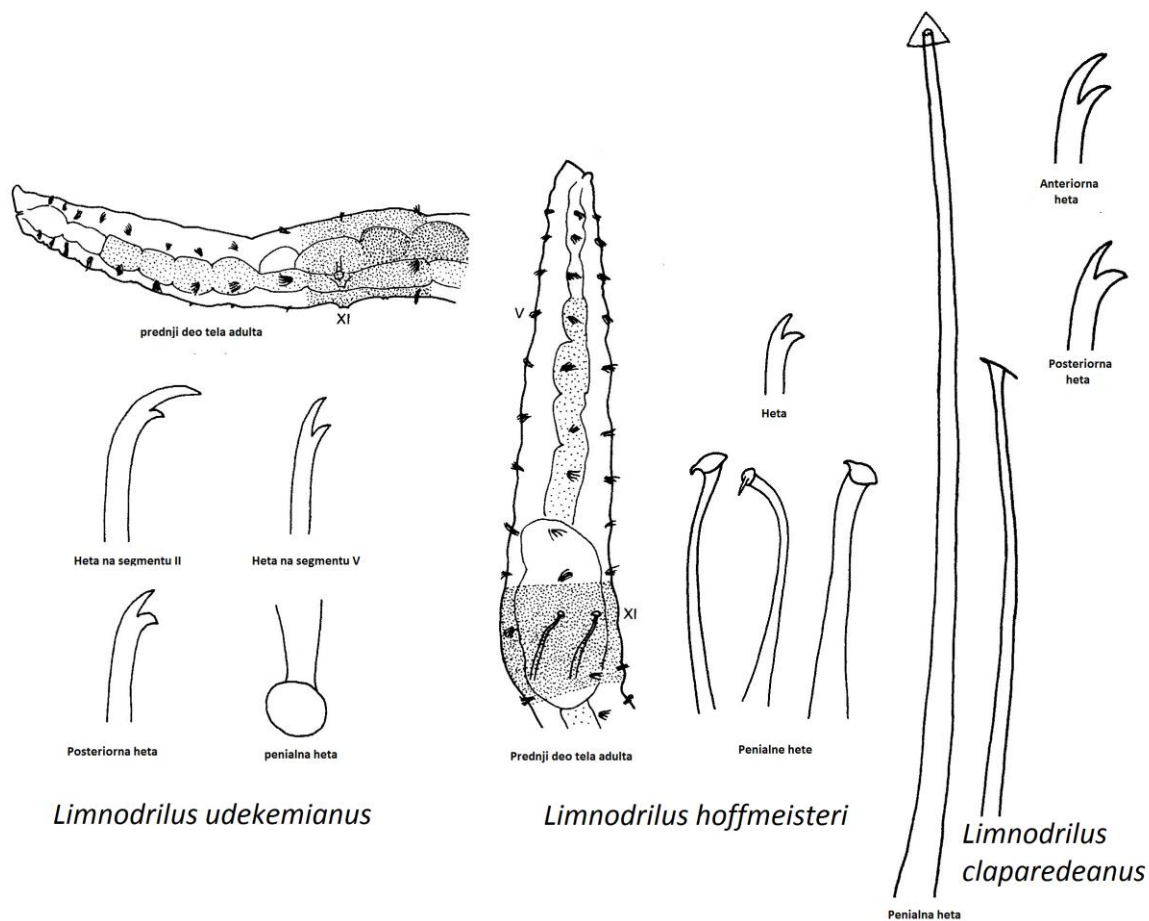 XI
prednji deo tela adulta
Heta na segmentu II
Heta na segmentu V
Posteriorna heta
penialna heta
Limnodrilus udekemianus
V
XI
Prednji deo tela adulta
Heta
Penialne hete
Limnodrilus hoffmeisteri
Anteriorna
heta
Posteriorna
heta
Limnodrilus
claparedeanus
Penialna heta